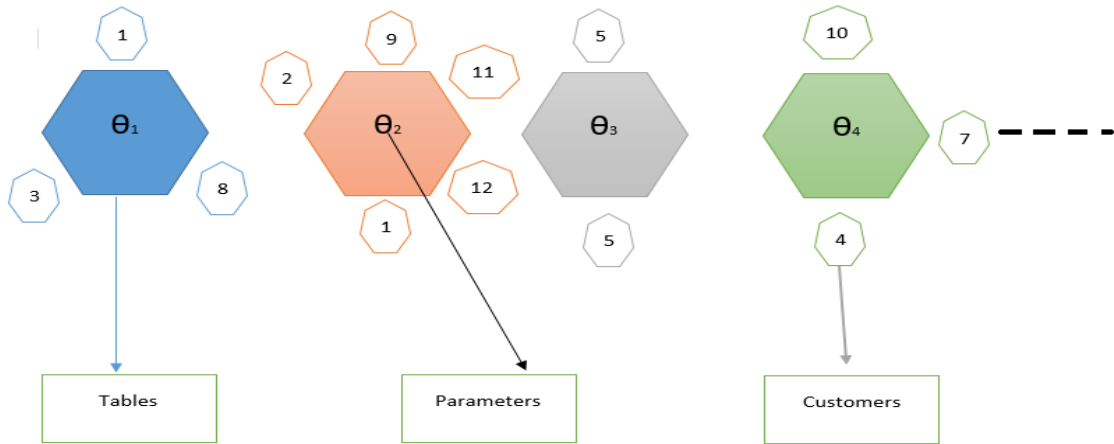 1
9
5
10
2
11
ϴ1
ϴ2
ϴ3
ϴ4
7
3
8
12
1
5
4
Tables
Parameters
Customers